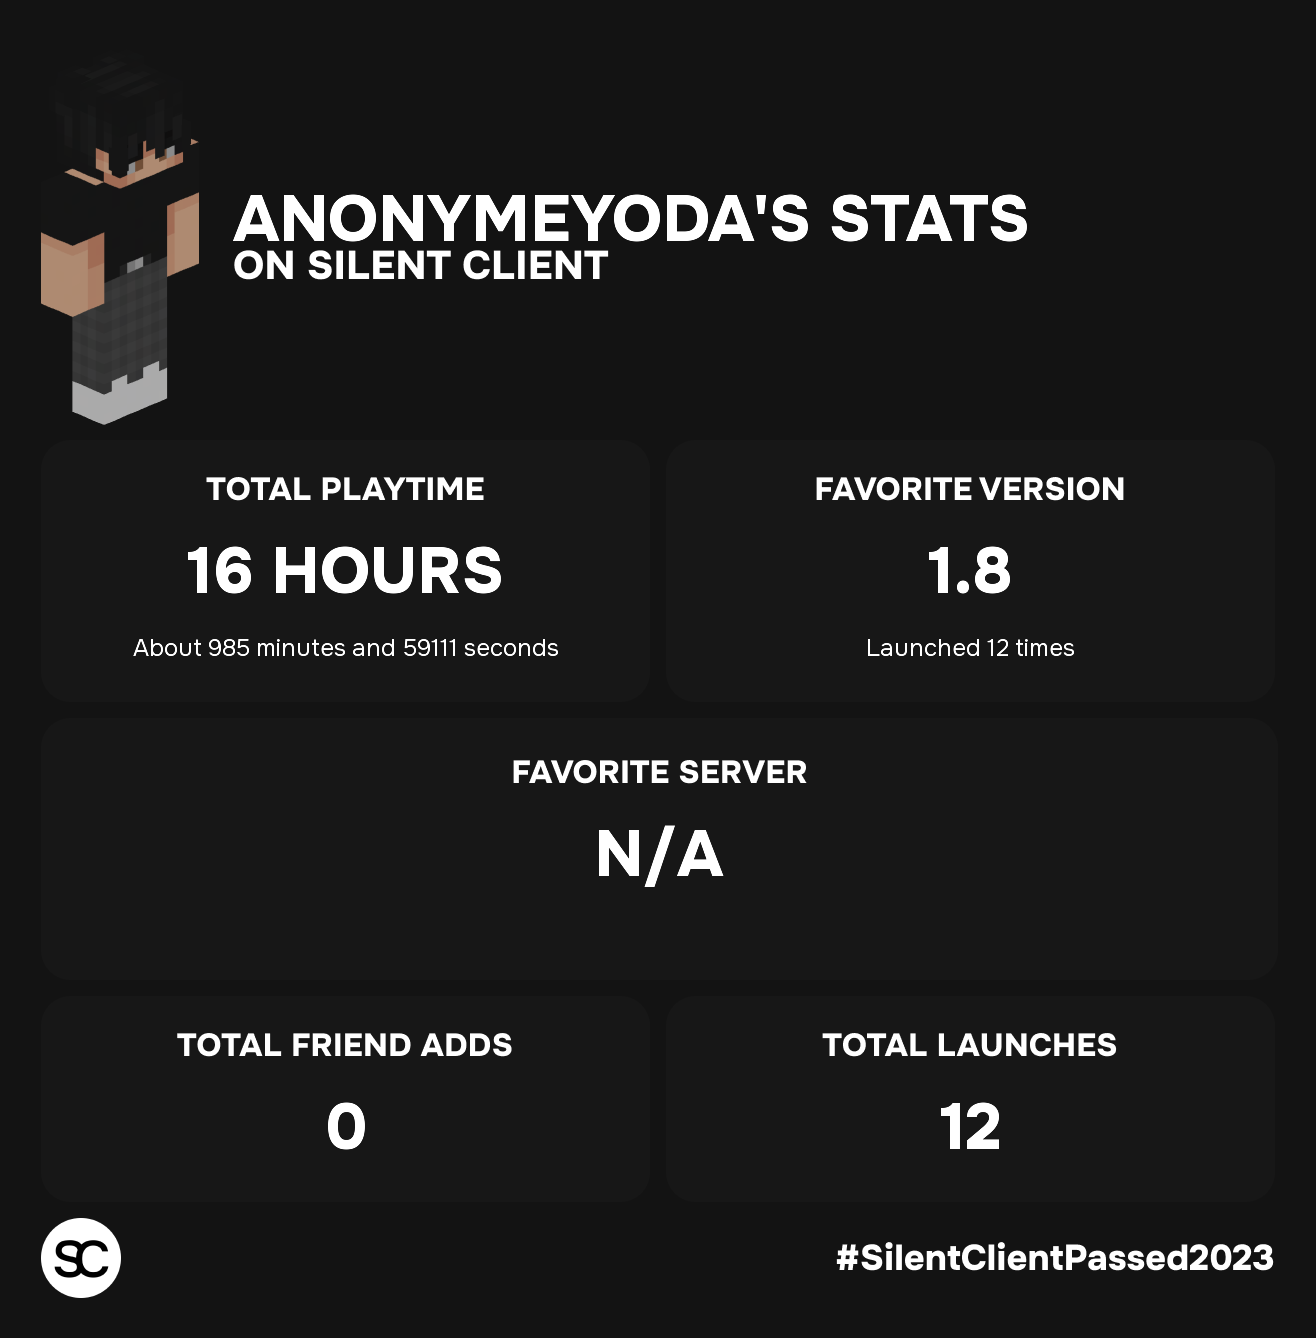 ANONYMEYODA'S STATS
ON SILENT CLIENT
TOTAL PLAYTIME
16 HOURS
About 985 minutes and 59111 seconds
FAVORITE VERSION
1.8
Launched 12 times
FAVORITE SERVER
N/A
TOTAL FRIEND ADDS
0
TOTAL LAUNCHES
12
SC
#SilentClientPassed2023